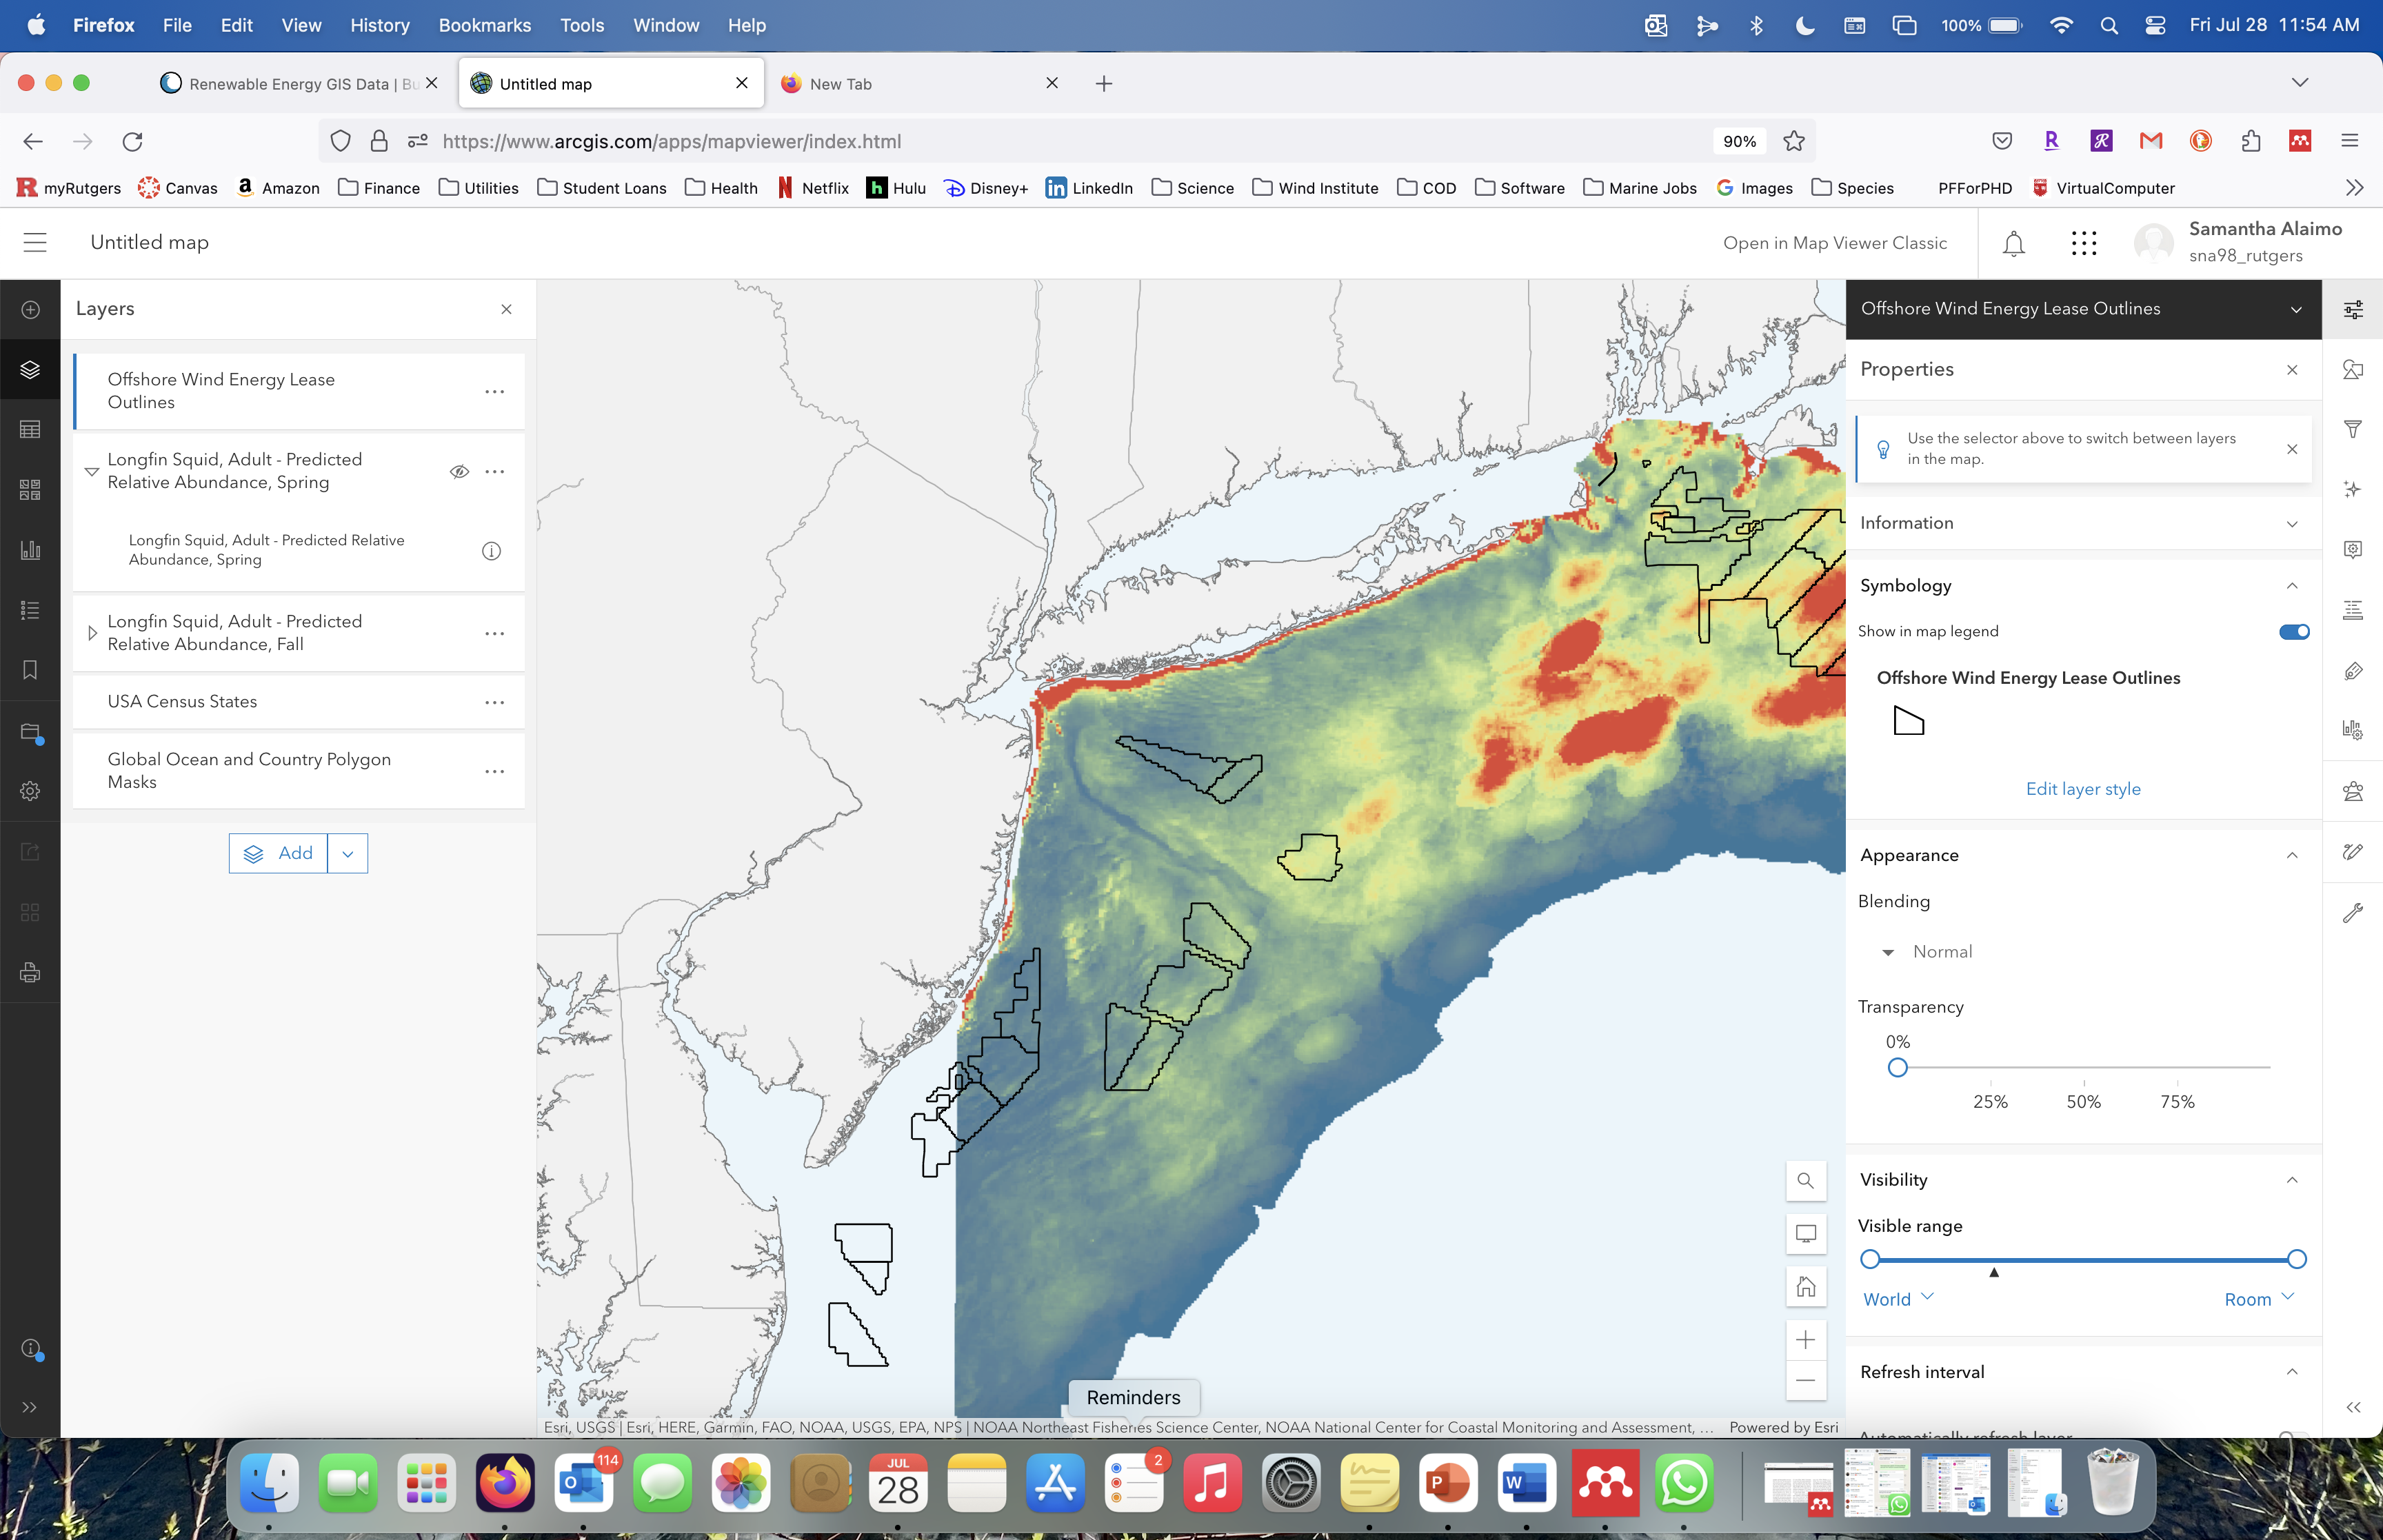 Firefox File Edit View History Bookmarks Tools Window Help
100% Fri Jul 28 11:54 AM
Renewable Energy GIS Data | Bu
Untitled map
New Tab
https://www.arcgis.com/apps/mapviewer/index.html
90%
myRutgers Canvas Amazon Finance Utilities Student Loans Health Netflix Hulu Disney+ LinkedIn Science Wind Institute COD Software Marine Jobs Images Species PFForPHD VirtualComputer
Untitled map
Open in Map Viewer Classic
Samantha Alaimo
sna98_rutgers
Layers
Offshore Wind Energy Lease
Outlines
Longfin Squid, Adult - Predicted
Relative Abundance, Spring
Longfin Squid, Adult - Predicted Relative
Abundance, Spring
Longfin Squid, Adult - Predicted
Relative Abundance, Fall
USA Census States
Global Ocean and Country Polygon
Masks
Add
Offshore Wind Energy Lease Outlines
Properties
Use the selector above to switch between layers
in the map.
Information
Symbology
Show in map legend
Offshore Wind Energy Lease Outlines
Edit layer style
Appearance
Blending
Normal
Transparency
0%
25% 50% 75%
Visibility
Visible range
World Room
Refresh interval
Automatically refresh layer
Reminders
Esri, USGS | Esri, HERE, Garmin, FAO, NOAA, USGS, EPA, NPS | NOAA Northeast Fisheries Science Center, NOAA National Center for Coastal Monitoring and Assessment, ... Powered by Esri
114
JUL
28
2